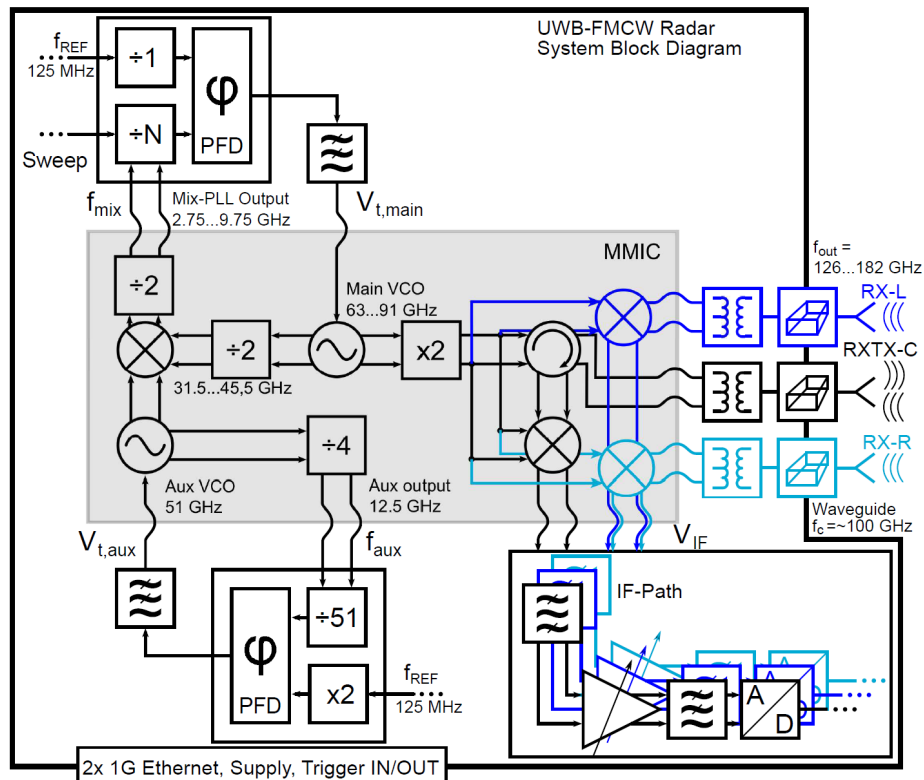 UWB-FMCW Radar
System Block Diagram
fREF
125 MHz
÷1
φ
PFD
÷N
Sweep
fmix
Mix-PLL Output
2.75...9.75 GHz
Vt,main
MMIC
fout =
126...182 GHz
÷2
Main VCO
63...91 GHz
RX-L
÷2
x2
RXTX-C
31.5...45,5 GHz
÷4
RX-R
Aux VCO
51 GHz
Aux output
12.5 GHz
Waveguide
fc =~100 GHz
Vt,aux
faux
VIF
IF-Path
φ
PFD
÷51
x2
fREF
125 MHz
A
D
A
A
2x 1G Ethernet, Supply, Trigger IN/OUT